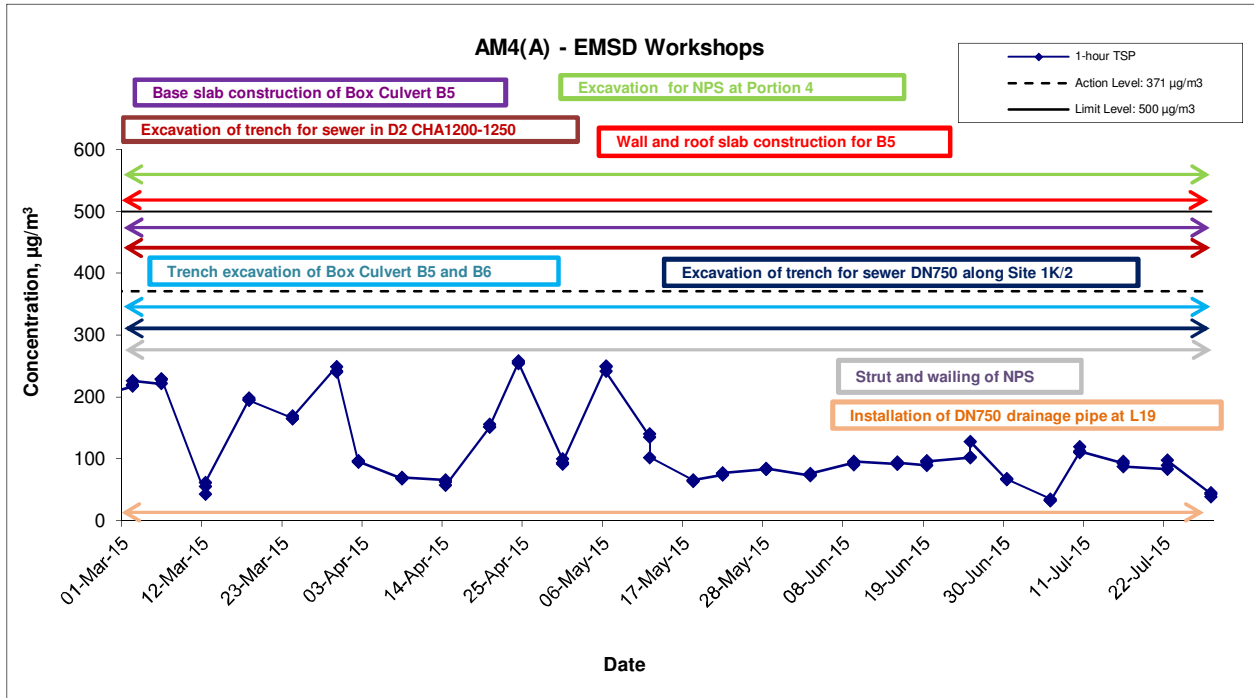 AM4(A) - EMSD Workshops
1-hour TSP
Action Level: 371 µg/m3
Limit Level: 500 µg/m3
Base slab construction of Box Culvert B5
Excavation for NPS at Portion 4
Excavation of trench for sewer in D2 CHA1200-1250
Wall and roof slab construction for B5
Trench excavation of Box Culvert B5 and B6
Excavation of trench for sewer DN750 along Site 1K/2
Strut and wailing of NPS
Installation of DN750 drainage pipe at L19
Concentration, µg/m³
600
500
400
300
200
100
0
01-Mar-15
12-Mar-15
23-Mar-15
03-Apr-15
14-Apr-15
25-Apr-15
06-May-15
17-May-15
28-May-15
08-Jun-15
19-Jun-15
30-Jun-15
11-Jul-15
22-Jul-15
Date